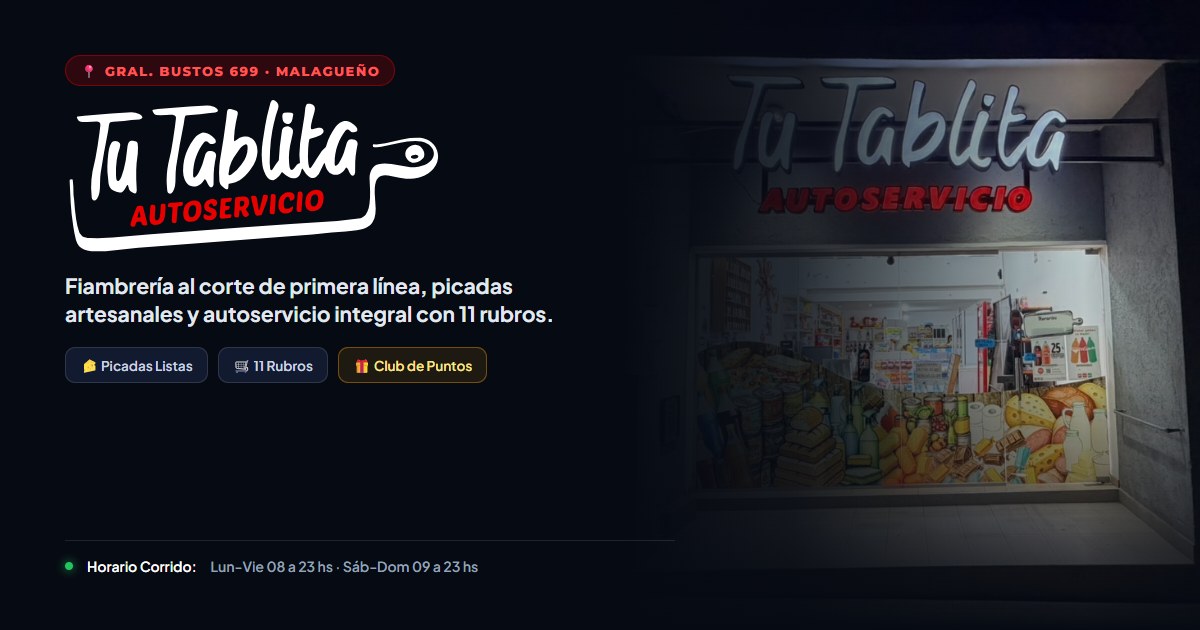 📍 GRAL. BUSTOS 699 · MALAGUEÑO
Tu Tablita
AUTOSERVICIO
Fiambrería al corte de primera línea, picadas
artesanales y autoservicio integral con 11 rubros.
🧀 Picadas Listas
🛒 11 Rubros
🎁 Club de Puntos
Horario Corrido: Lun–Vie 08 a 23 hs · Sáb–Dom 09 a 23 hs
Tu Tablita
AUTOSERVICIO